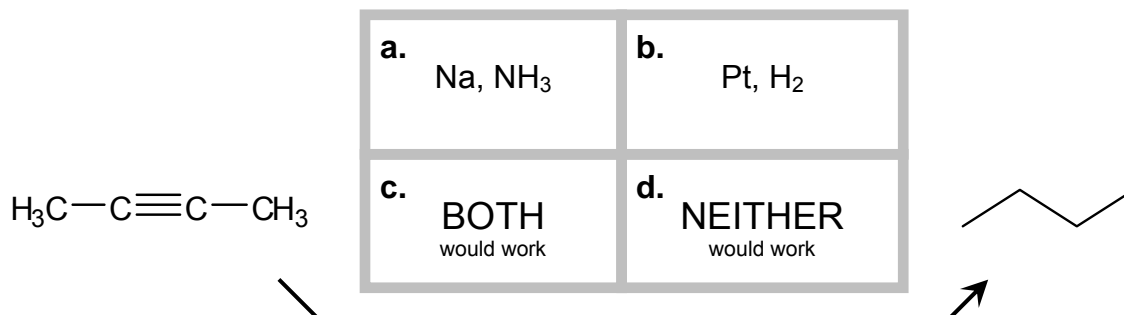 a.
Na, NH₃
b.
Pt, H₂
H₃C C C CH₃
c.
BOTH
would work
d.
NEITHER
would work